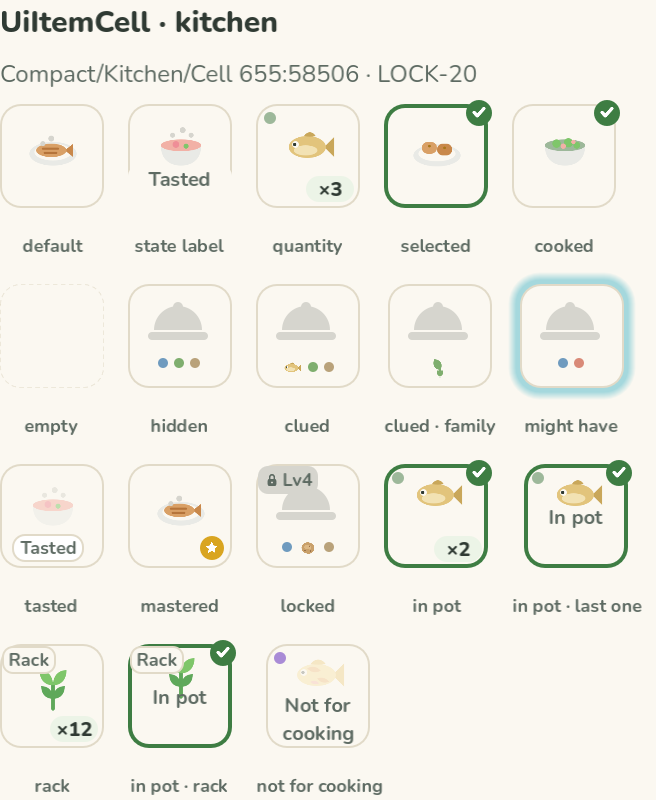 UiItemCell · kitchen
Compact/Kitchen/Cell 655:58506 · LOCK-20
Tasted
×3
default
state label
quantity
selected
cooked
empty
hidden
clued
clued · family
might have
Lv4
Tasted
×2
In pot
tasted
mastered
locked
in pot
in pot · last one
Rack
×12
Rack
In pot
Not for
cooking
rack
in pot · rack
not for cooking